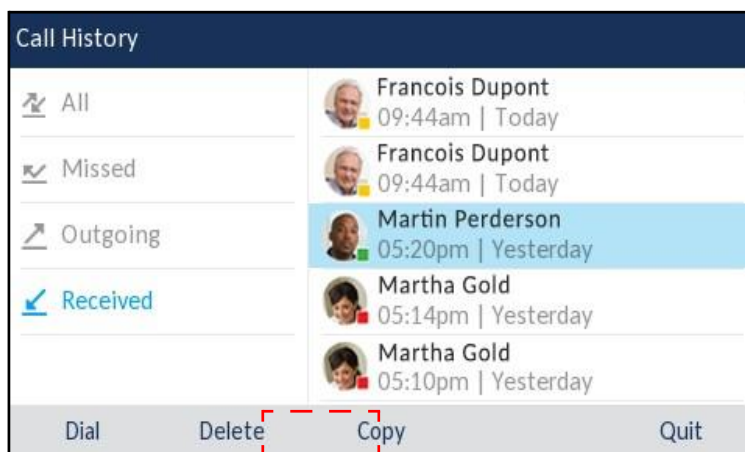 Call History
All
Missed
Outgoing
Received
Francois Dupont
09:44am | Today
Francois Dupont
09:44am | Today
Martin Perderson
05:20pm | Yesterday
Martha Gold
05:14pm | Yesterday
Martha Gold
05:10pm | Yesterday
Dial Delete Copy Quit